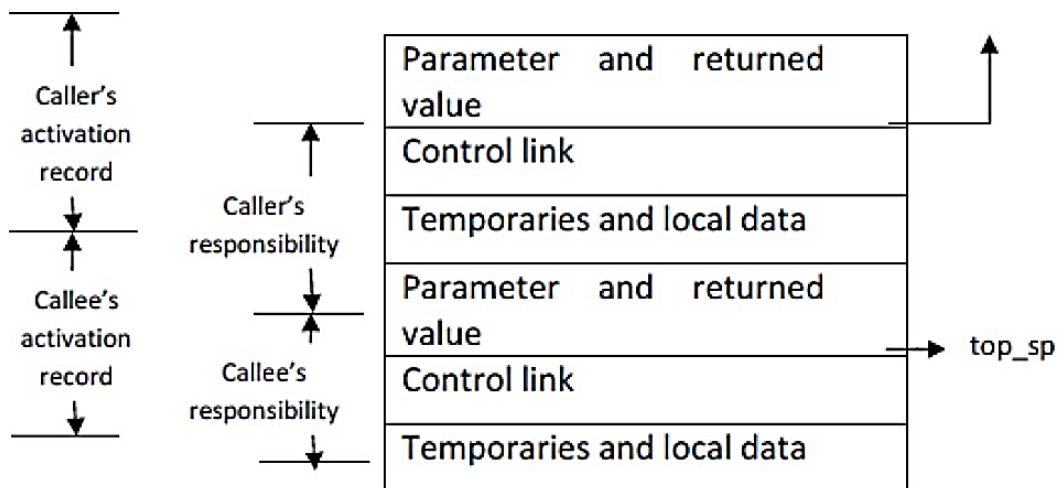 Caller's
activation
record
Callee's
activation
record
Caller's
responsibility
Callee's
responsibility
Parameter and returned
value
Control link
Temporaries and local data
Parameter and returned
value
Control link
Temporaries and local data
top_sp